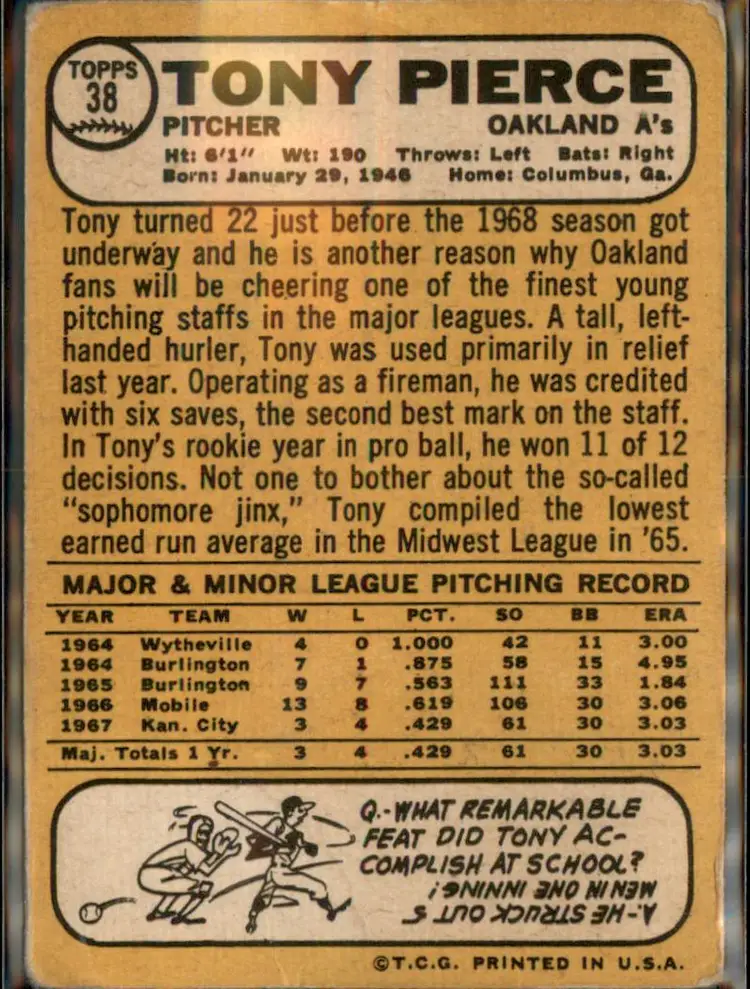 TOPPS
38
TONY PIERCE
PITCHER OAKLAND A's
Ht: 6'1" Wt: 190 Throws: Left Bats: Right
Born: January 29, 1946 Home: Columbus, Ga.
Tony turned 22 just before the 1968 season got
underway and he is another reason why Oakland
fans will be cheering one of the finest young
pitching staffs in the major leagues. A tall, left-
handed hurler, Tony was used primarily in relief
last year. Operating as a fireman, he was credited
with six saves, the second best mark on the staff.
In Tony's rookie year in pro ball, he won 11 of 12
decisions. Not one to bother about the so-called
"sophomore jinx," Tony compiled the lowest
earned run average in the Midwest League in '65.
MAJOR & MINOR LEAGUE PITCHING RECORD
YEAR TEAM W L PCT. SO BB ERA
1964 Wytheville 4 0 1.000 42 11 3.00
1964 Burlington 7 1 .875 58 15 4.95
1965 Burlington 9 7 .563 111 33 1.84
1966 Mobile 13 8 .619 106 30 3.06
1967 Kan. City 3 4 .429 61 30 3.03
Maj. Totals 1 Yr. 3 4 .429 61 30 3.03
Q.-WHAT REMARKABLE
FEAT DID TONY AC-
COMPLISH AT SCHOOL?
A.-HE STRUCK OUT 5
MEN IN ONE INNING!
©T.C.G. PRINTED IN U.S.A.